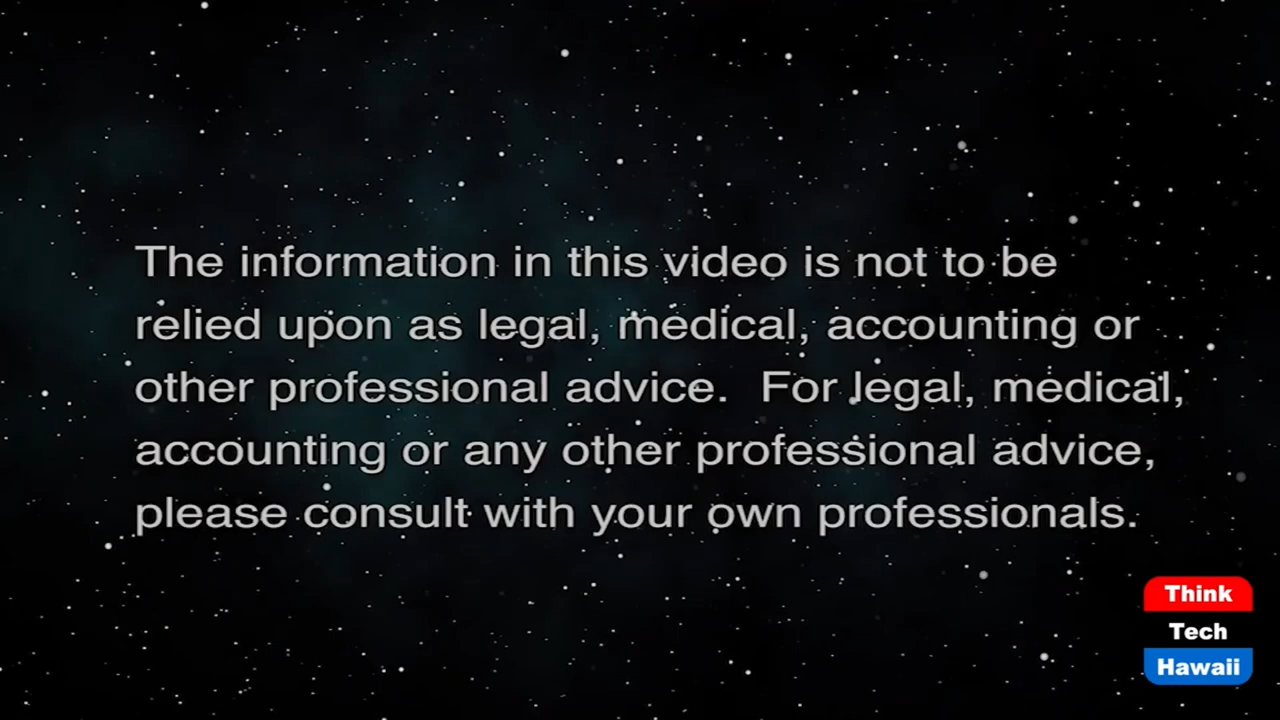 The information in this video is not to be
relied upon as legal, medical, accounting or
other professional advice.  For legal, medical,
accounting or any other professional advice,
please consult with your own professionals.
Think
Tech
Hawaii